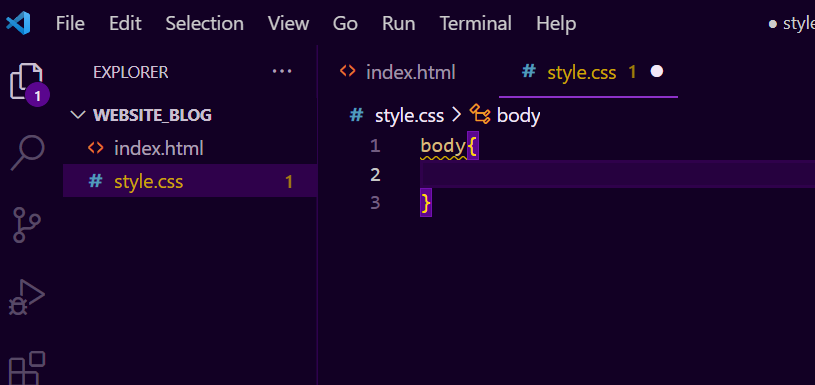 File Edit Selection View Go Run Terminal Help ● style
EXPLORER ···
WEBSITE_BLOG
<> index.html
# style.css 1
1
<> index.html # style.css 1 ●
# style.css > body
1 body{
2
3 }